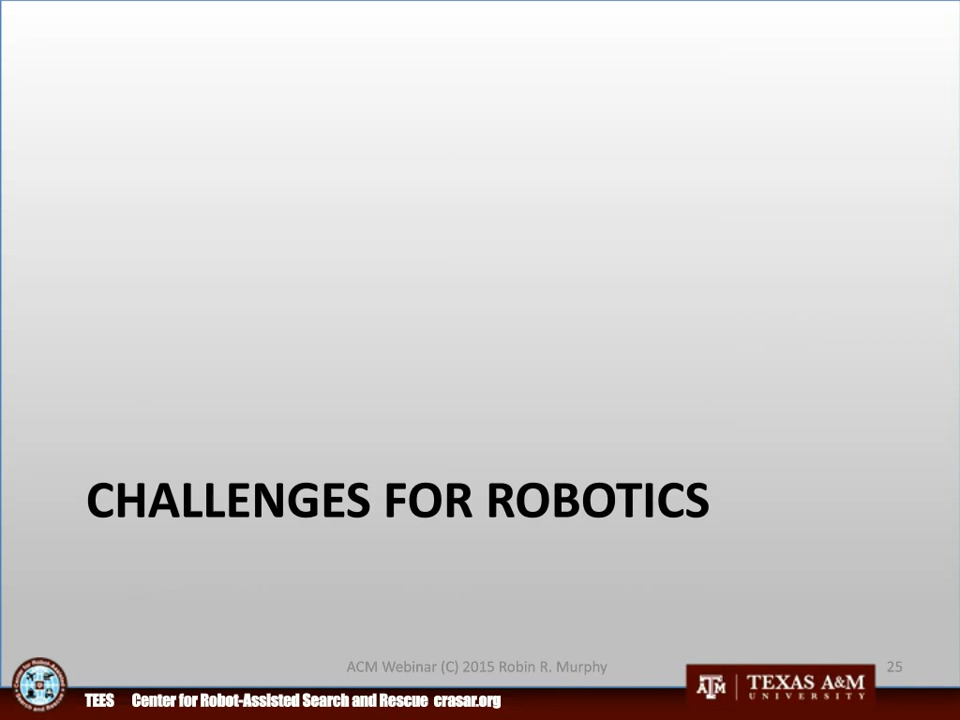 CHALLENGES FOR ROBOTICS
ACM Webinar (C) 2015 Robin R. Murphy
25
TEES Center for Robot-Assisted Search and Rescue crasar.org
ATM
TEXAS A&M
UNIVERSITY